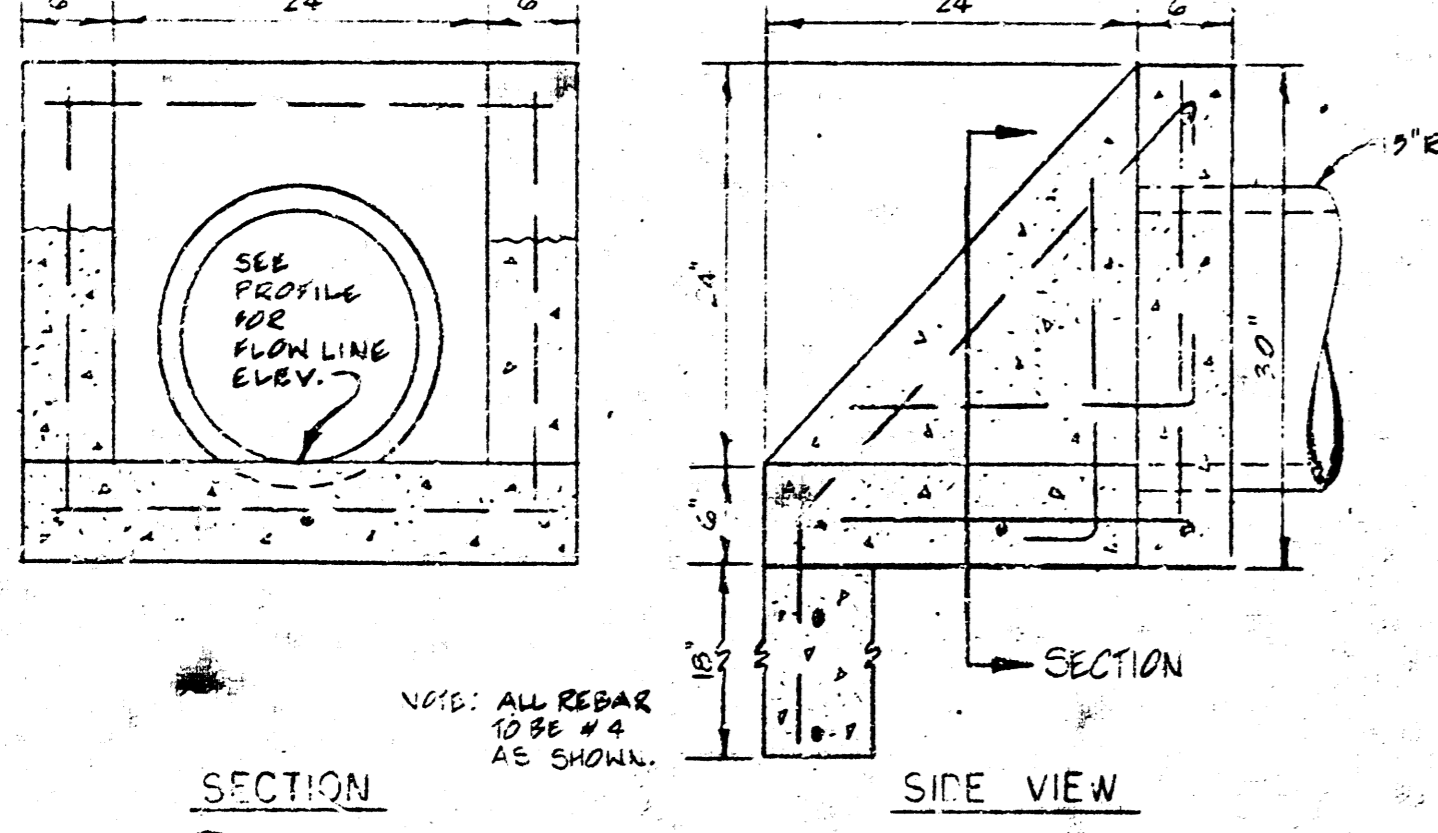 6 24 6
24 6
SEE
PROFILE
FOR
FLOW LINE
ELEV.
6"
18"
30"
SECTION
NOTE: ALL REBAR
TO BE #4
AS SHOWN.
SECTION
SIDE VIEW